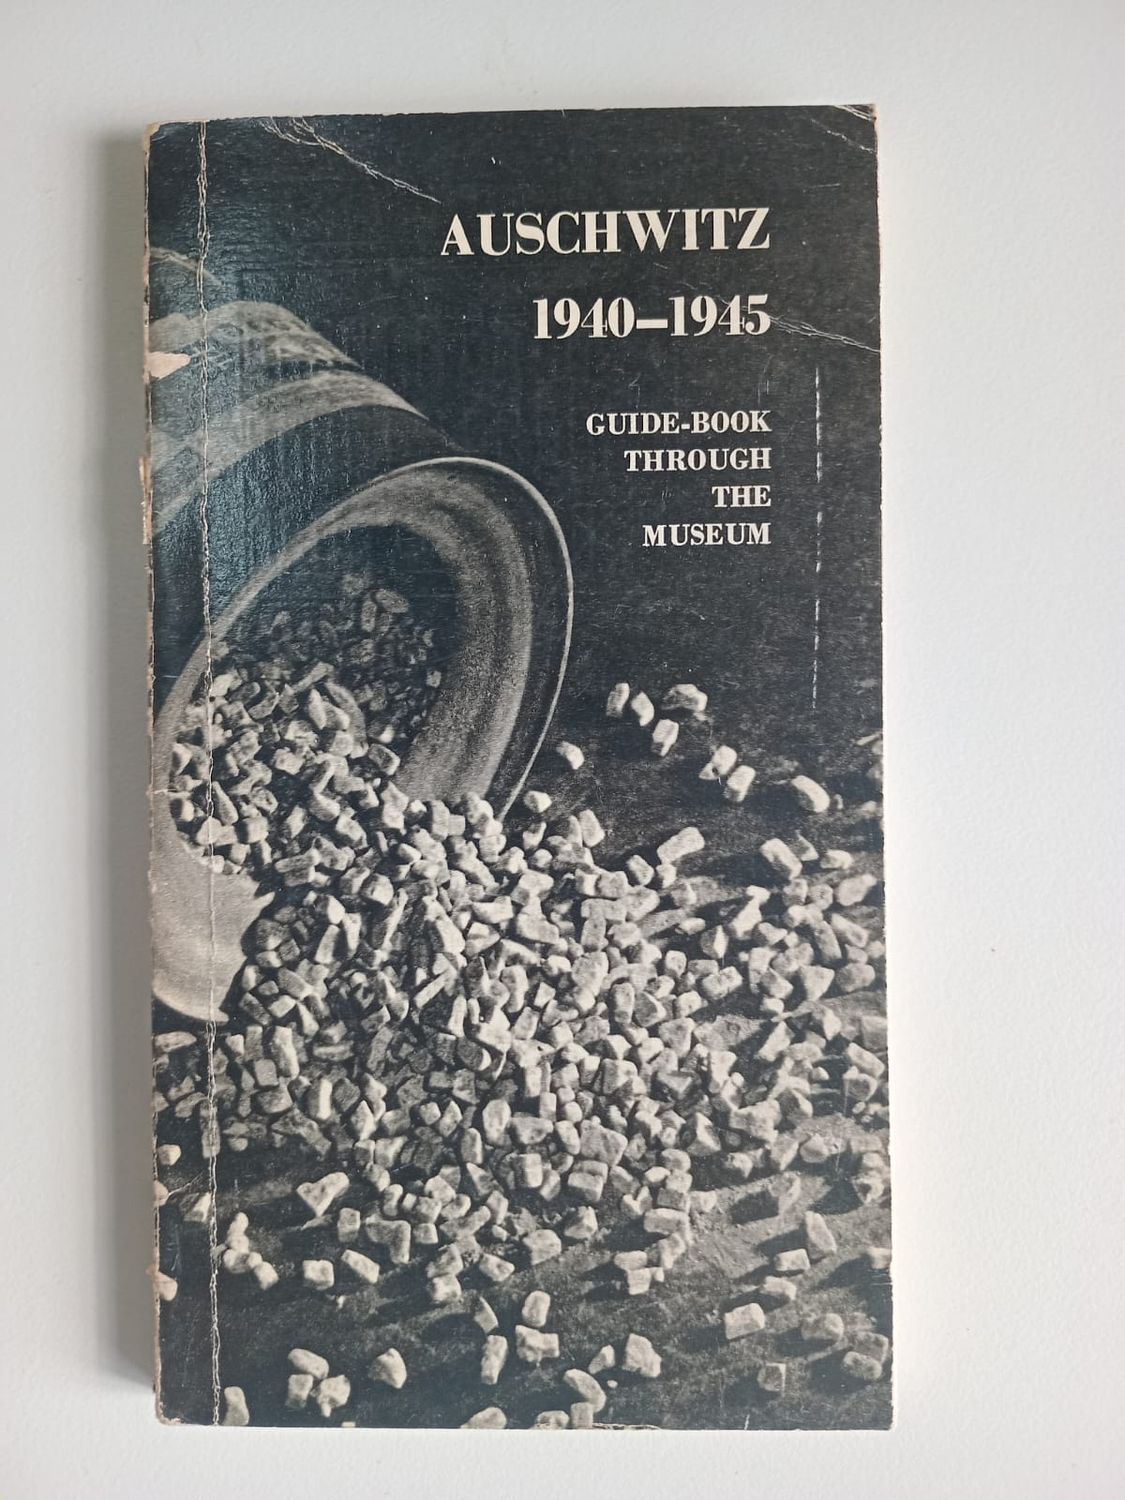 AUSCHWITZ
1940–1945
GUIDE-BOOK
THROUGH
THE
MUSEUM